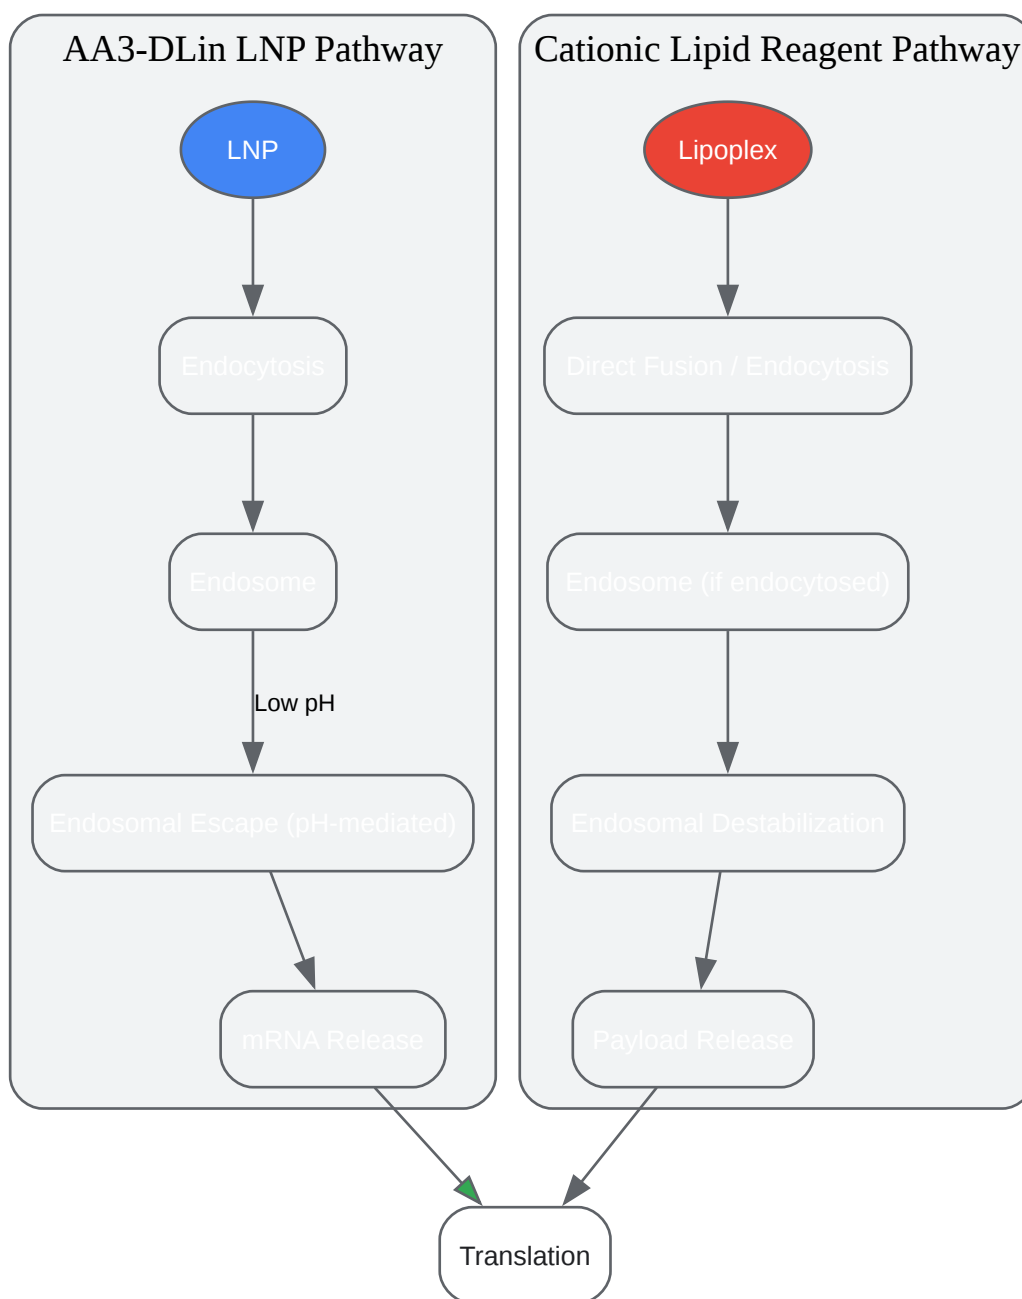 AA3-DLin LNP Pathway
LNP
Endocytosis
Endosome
Low pH
Endosomal Escape (pH-mediated)
mRNA Release
Cationic Lipid Reagent Pathway
Lipoplex
Direct Fusion / Endocytosis
Endosome (if endocytosed)
Endosomal Destabilization
Payload Release
Translation